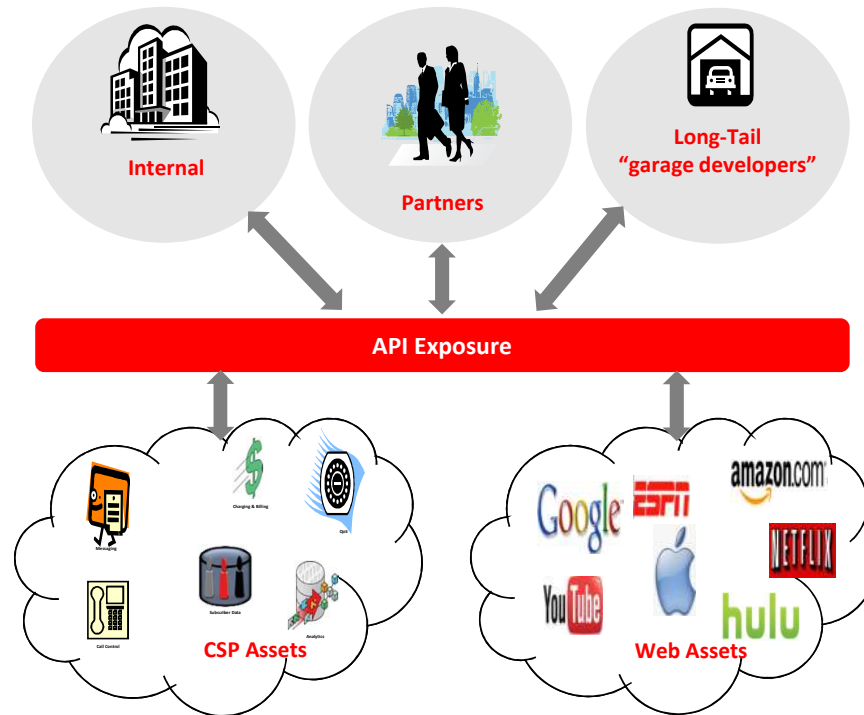 Internal
Partners
Long-Tail
“garage developers”
API Exposure
Messaging
Charging & Billing
QoS
Call Control
Subscriber Data
Analytics
CSP Assets
Google
ESPN
amazon.com
NETFLIX
YouTube
hulu
Web Assets